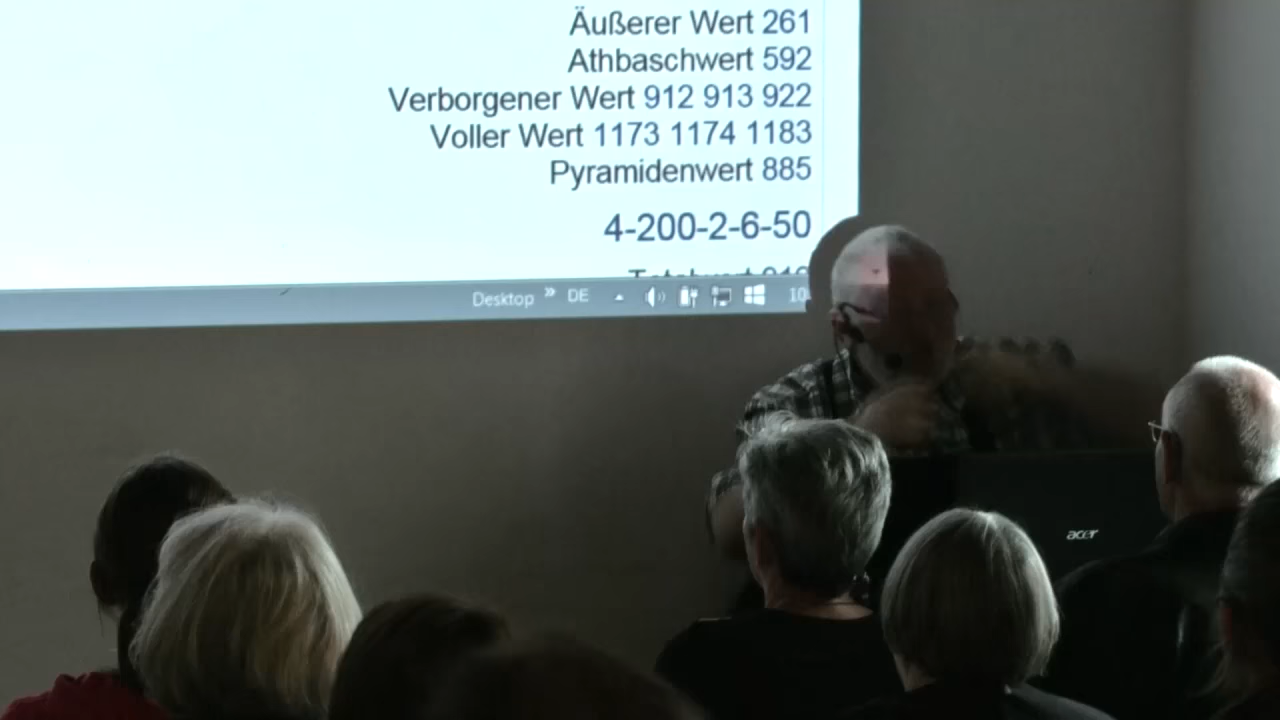 Äußerer Wert 261
Athbaschwert 592
Verborgener Wert 912 913 922
Voller Wert 1173 1174 1183
Pyramidenwert 885
4-200-2-6-50
Desktop » DE 10
acer